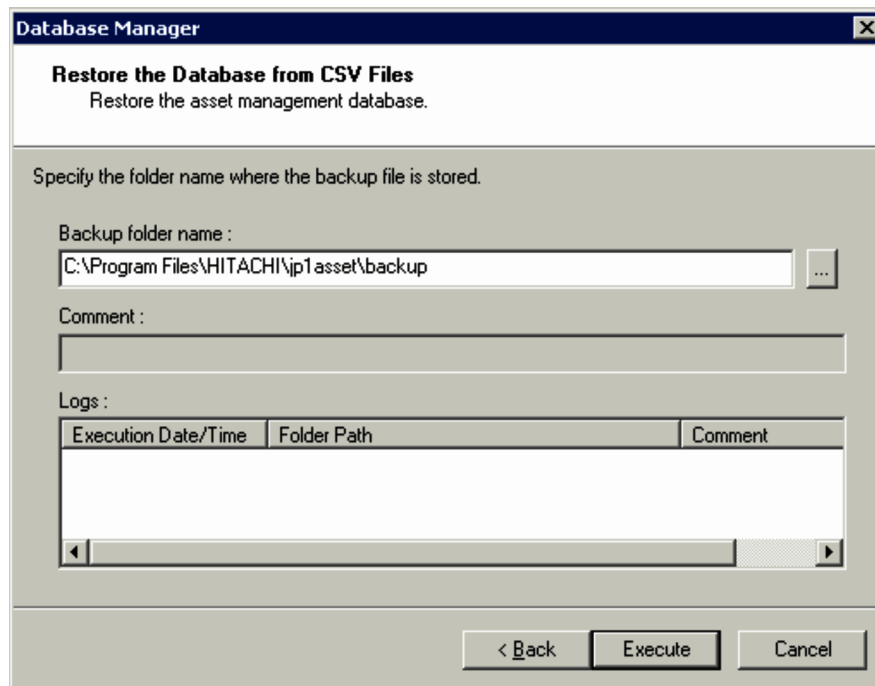 Database Manager
Restore the Database from CSV Files
Restore the asset management database.
Specify the folder name where the backup file is stored.
Backup folder name :
C:\Program Files\HITACHI\jp1asset\backup
...
Comment :
Logs :
Execution Date/Time Folder Path Comment
< Back Execute Cancel